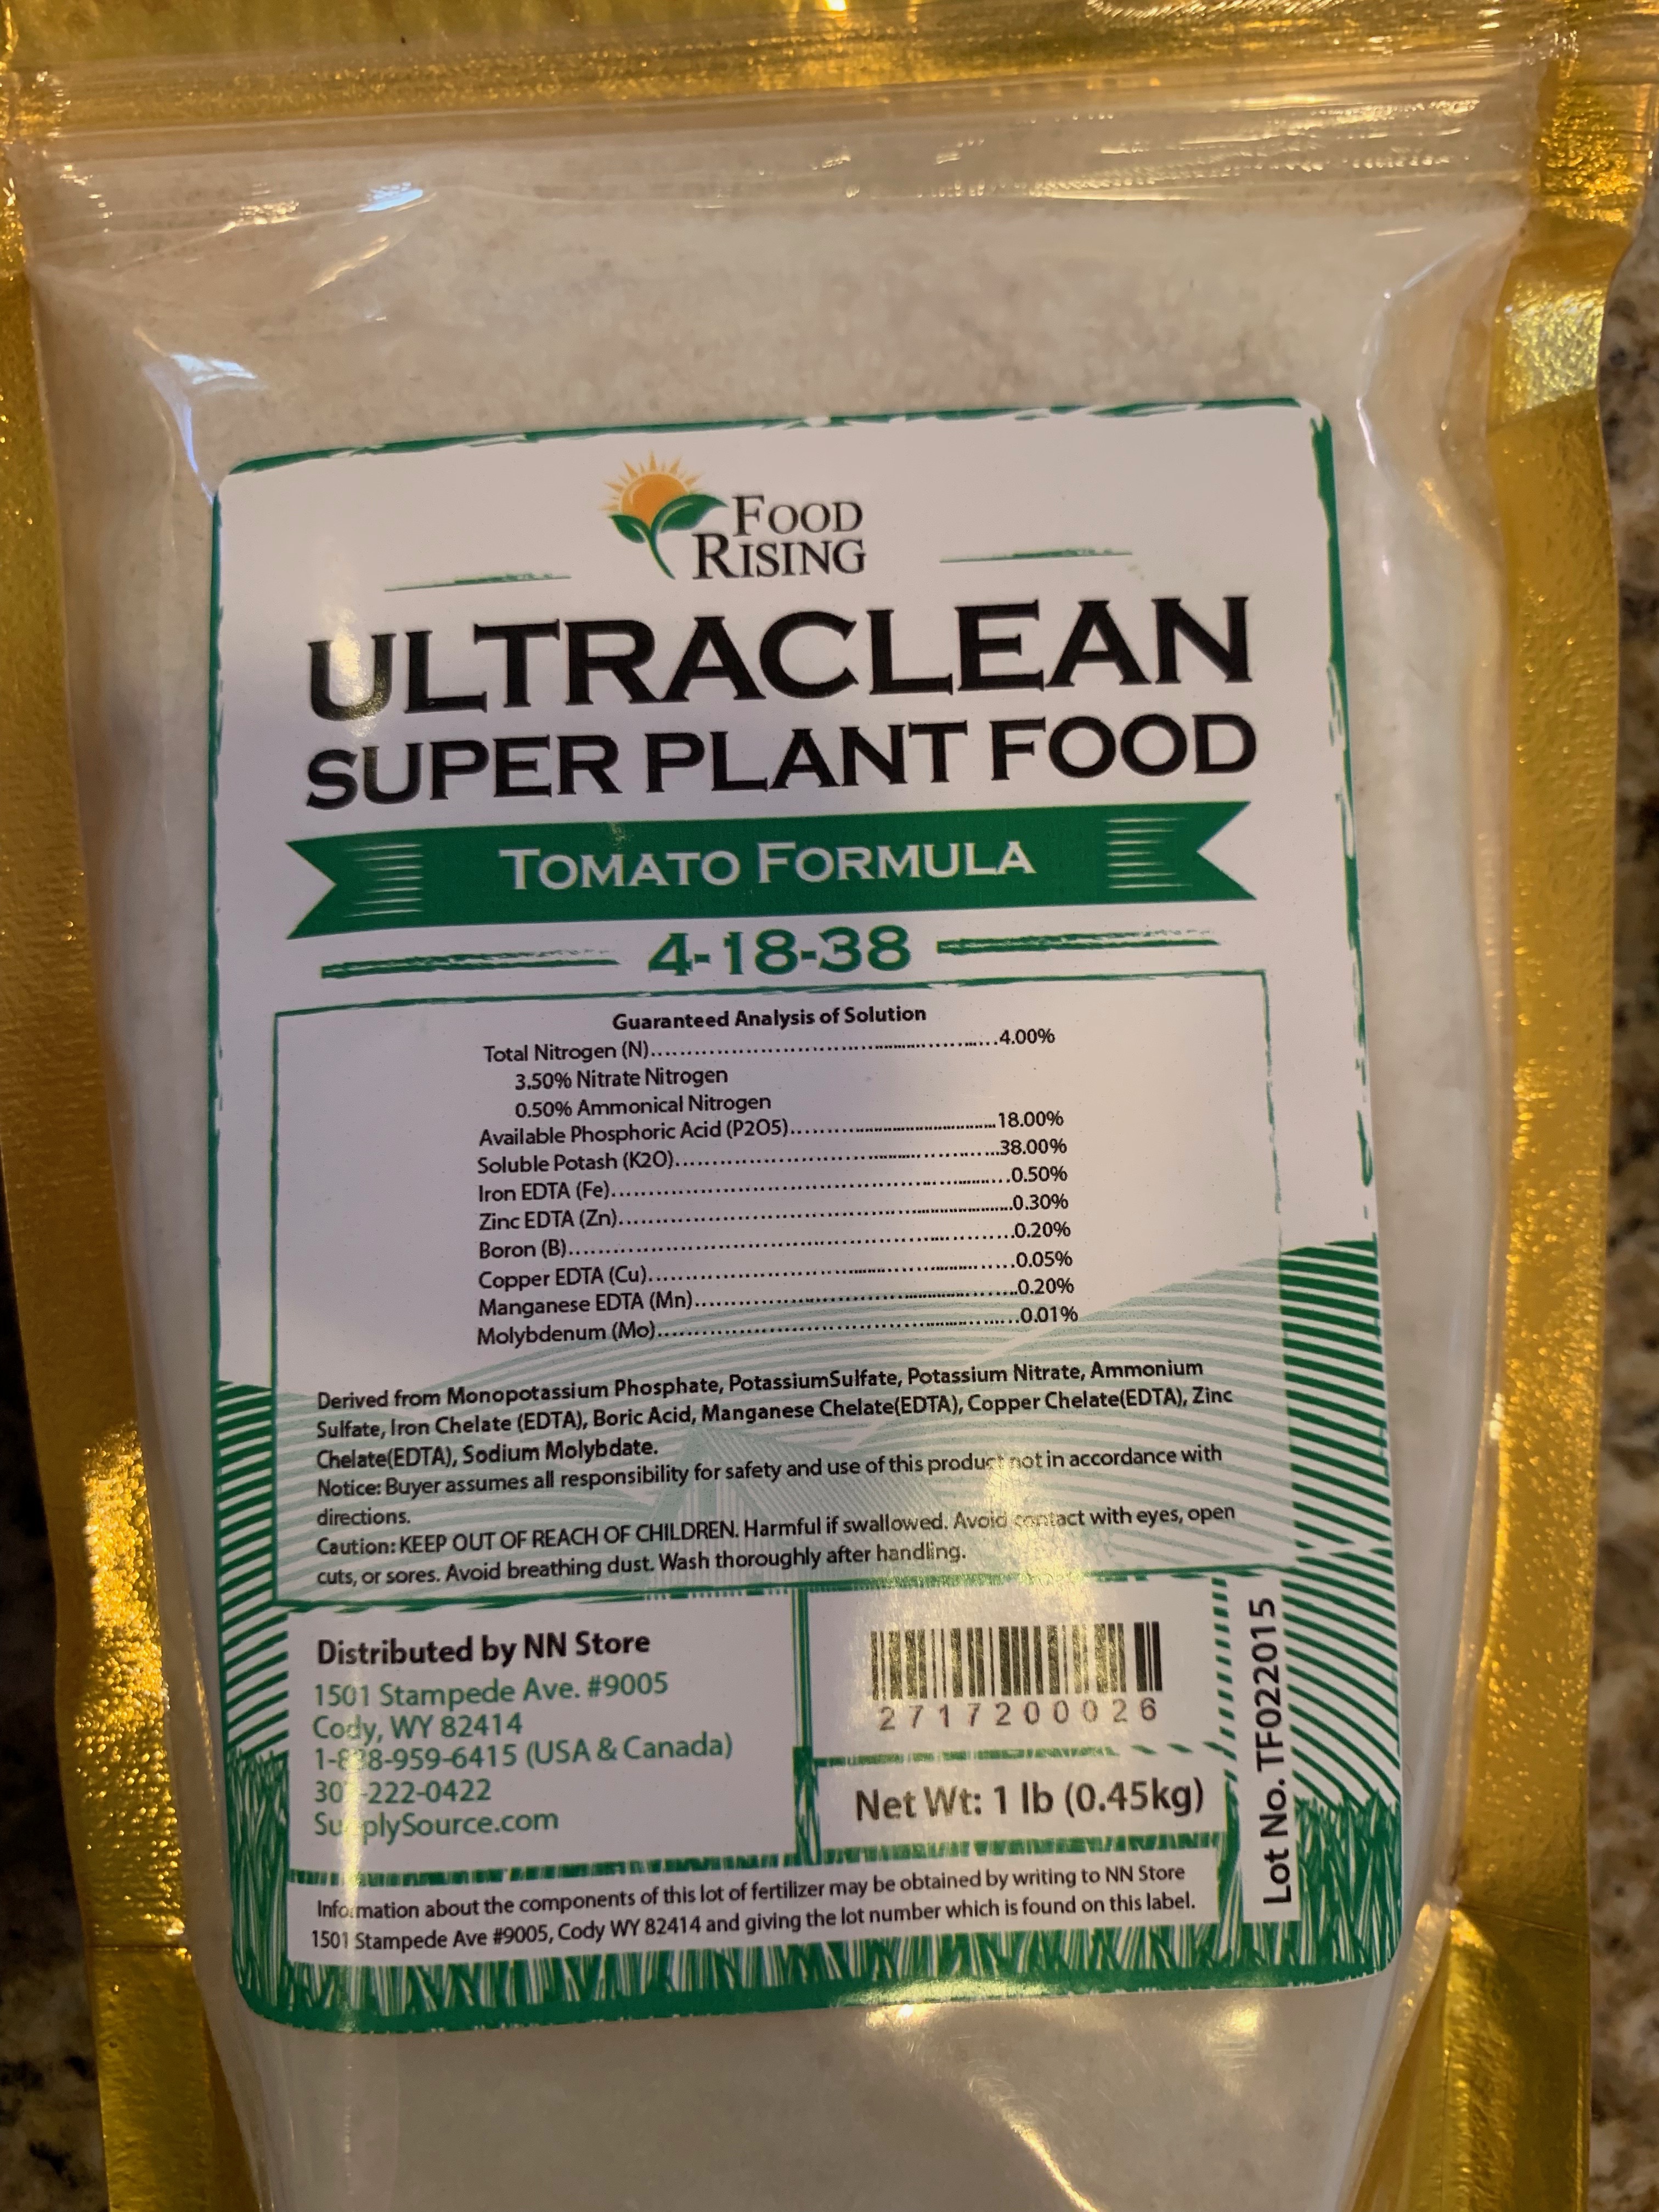 FOOD
RISING
ULTRACLEAN
SUPER PLANT FOOD
TOMATO FORMULA
4-18-38
Guaranteed Analysis of Solution
Total Nitrogen (N)..........4.00%
3.50% Nitrate Nitrogen
0.50% Ammonical Nitrogen
Available Phosphoric Acid (P2O5)..........18.00%
Soluble Potash (K2O)..........38.00%
Iron EDTA (Fe)..........0.50%
Zinc EDTA (Zn)..........0.30%
Boron (B)..........0.20%
Copper EDTA (Cu)..........0.05%
Manganese EDTA (Mn)..........0.20%
Molybdenum (Mo)..........0.01%
Derived from Monopotassium Phosphate, PotassiumSulfate, Potassium Nitrate, Ammonium
Sulfate, Iron Chelate (EDTA), Boric Acid, Manganese Chelate(EDTA), Copper Chelate(EDTA), Zinc
Chelate(EDTA), Sodium Molybdate.
Notice: Buyer assumes all responsibility for safety and use of this product not in accordance with
directions.
Caution: KEEP OUT OF REACH OF CHILDREN. Harmful if swallowed. Avoid contact with eyes, open
cuts, or sores. Avoid breathing dust. Wash thoroughly after handling.
Distributed by NN Store
1501 Stampede Ave. #9005
Cody, WY 82414
1-888-959-6415 (USA & Canada)
307-222-0422
SupplySource.com
2717200026
Net Wt: 1 lb (0.45kg)
Lot No. TF022015
Information about the components of this lot of fertilizer may be obtained by writing to NN Store
1501 Stampede Ave #9005, Cody WY 82414 and giving the lot number which is found on this label.